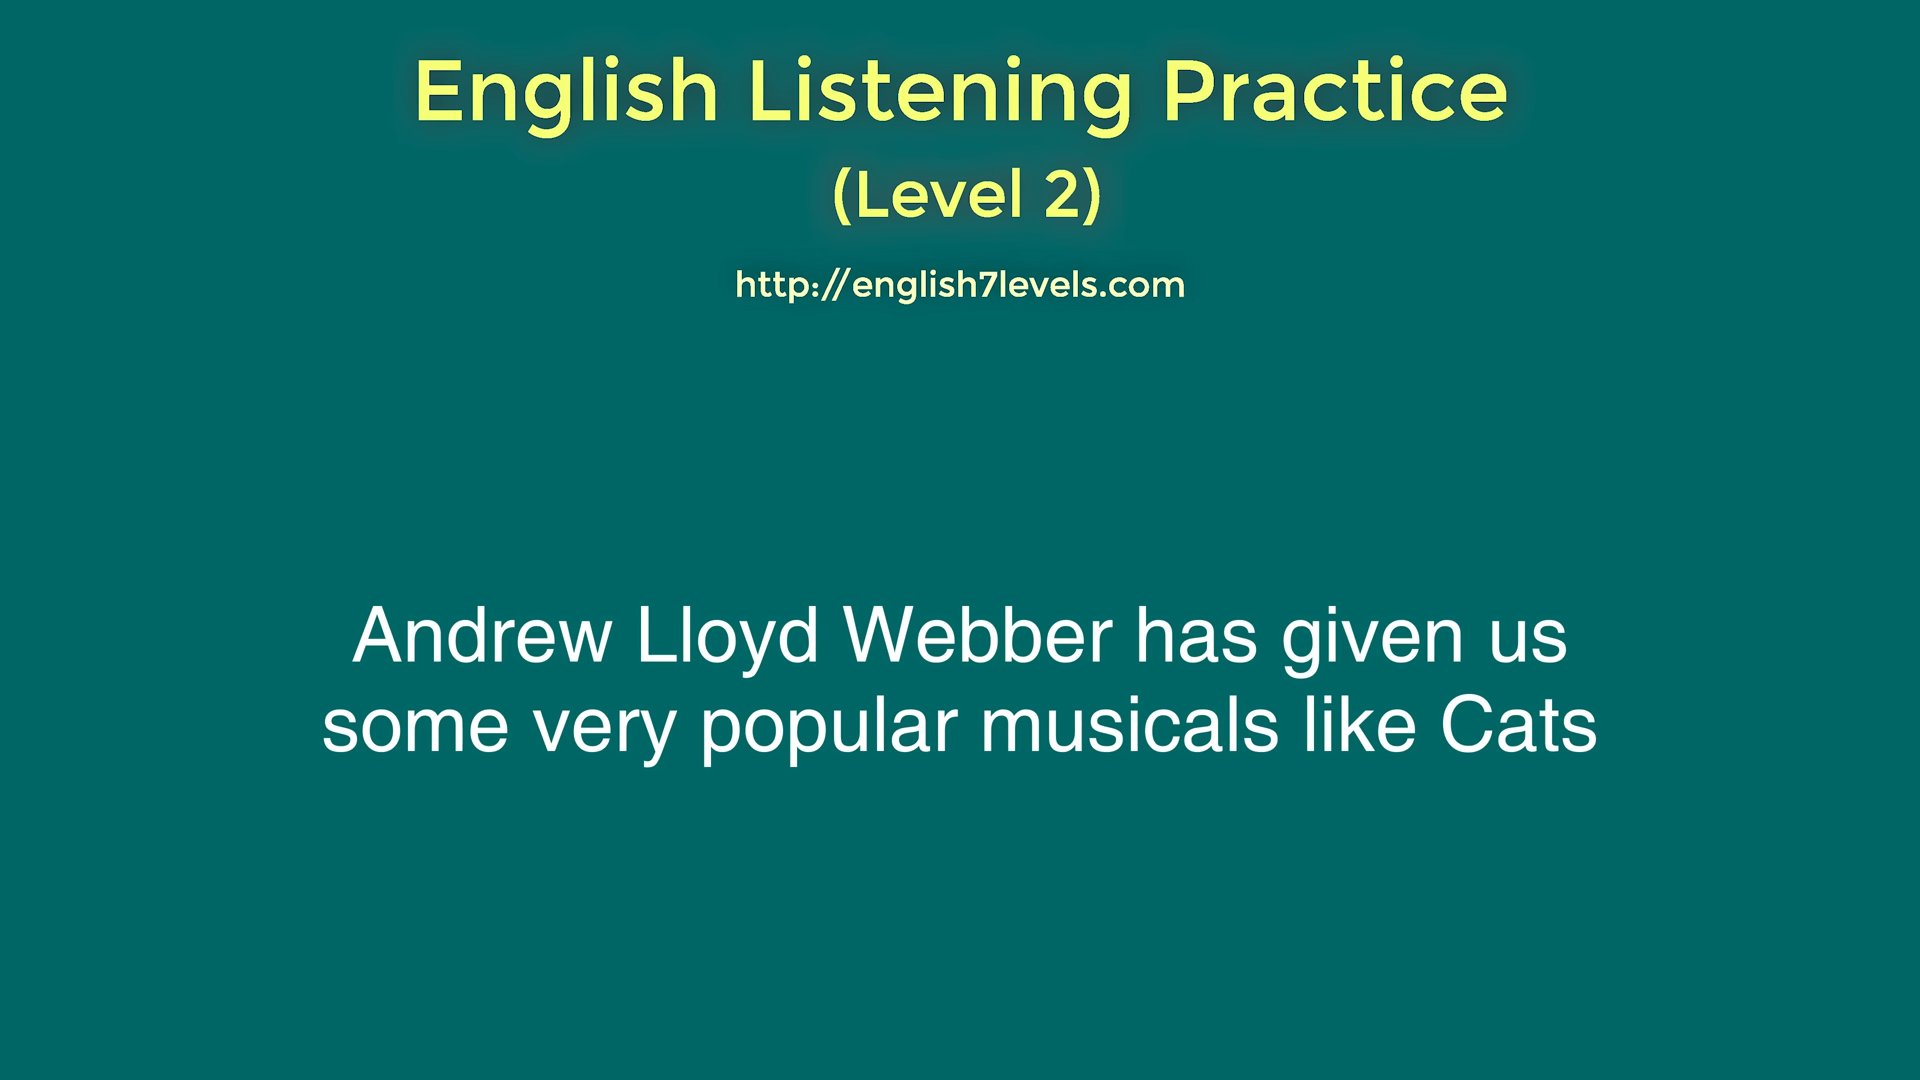 English Listening Practice
(Level 2)
http://english7levels.com
Andrew Lloyd Webber has given us
some very popular musicals like Cats